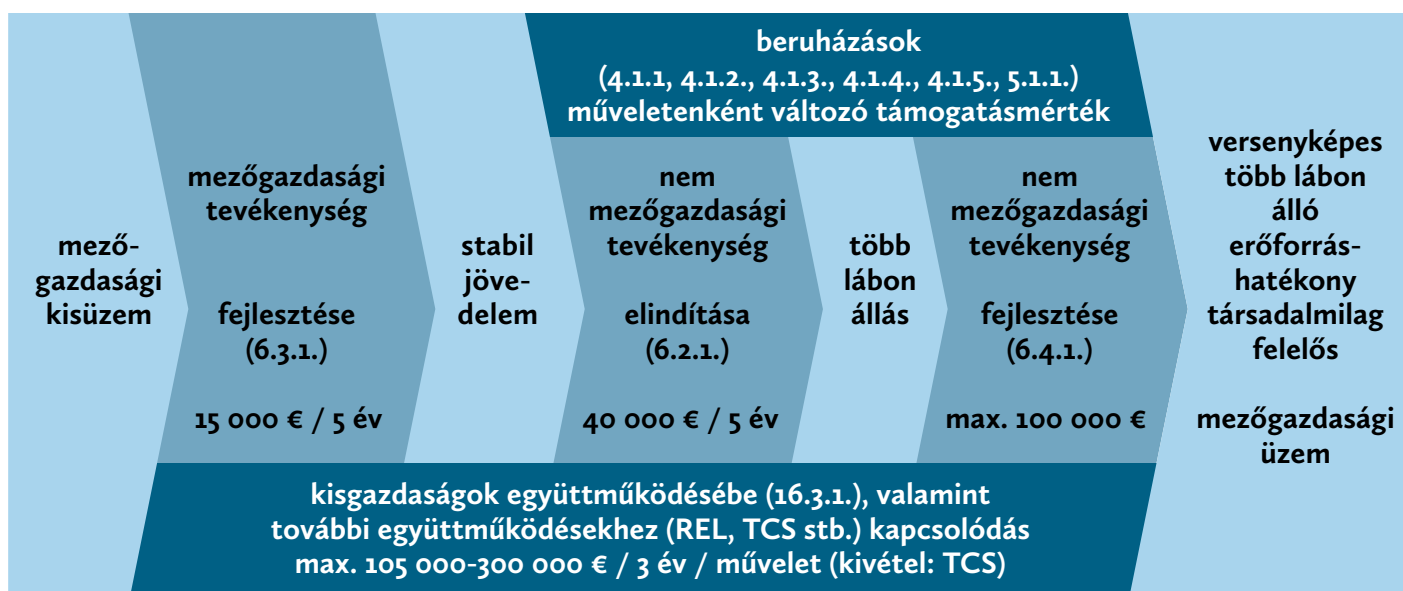 mező-
gazdasági
kisüzem
mezőgazdasági
tevékenység
fejlesztése
(6.3.1.)
15 000 € / 5 év
stabil
jöve-
delem
beruházások
(4.1.1, 4.1.2., 4.1.3., 4.1.4., 4.1.5., 5.1.1.)
műveletenként változó támogatásmérték
nem
mezőgazdasági
tevékenység
elindítása
(6.2.1.)
40 000 € / 5 év
több
lábon
állás
nem
mezőgazdasági
tevékenység
fejlesztése
(6.4.1.)
max. 100 000 €
versenyképes
több lábon
álló
erőforrás-
hatékony
társadalmilag
felelős
mezőgazdasági
üzem
kisgazdaságok együttműködésébe (16.3.1.), valamint
további együttműködésekhez (REL, TCS stb.) kapcsolódás
max. 105 000-300 000 € / 3 év / művelet (kivétel: TCS)